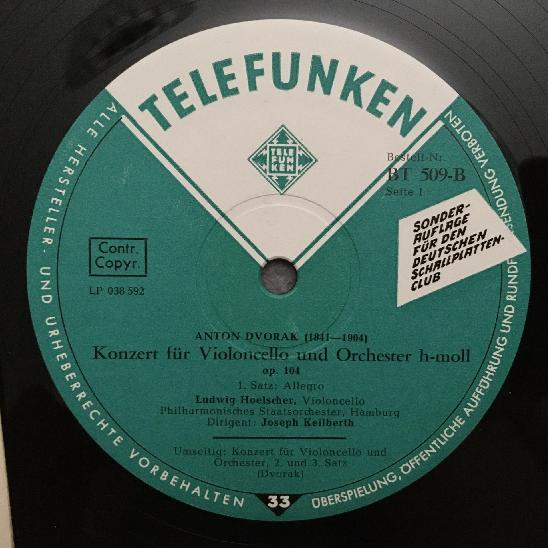 TELEFUNKEN
TELE
FUNKEN
Bestell-Nr.
BT 509-B
Seite 1
SONDER-
AUFLAGE
FÜR DEN
DEUTSCHEN
SCHALLPLATTEN-
CLUB
Contr.
Copyr.
LP 038 592
ANTON DVORAK (1841—1904)
Konzert für Violoncello und Orchester h-moll
op. 104
1. Satz: Allegro
Ludwig Hoelscher, Violoncello
Philharmonisches Staatsorchester, Hamburg
Dirigent: Joseph Keilberth
Umseitig: Konzert für Violoncello und
Orchester, 2. und 3. Satz
(Dvorak)
ALLE HERSTELLER- UND URHEBERRECHTE VORBEHALTEN
33
ÜBERSPIELUNG, ÖFFENTLICHE AUFFÜHRUNG UND RUNDF SENDUNG VERBOTEN